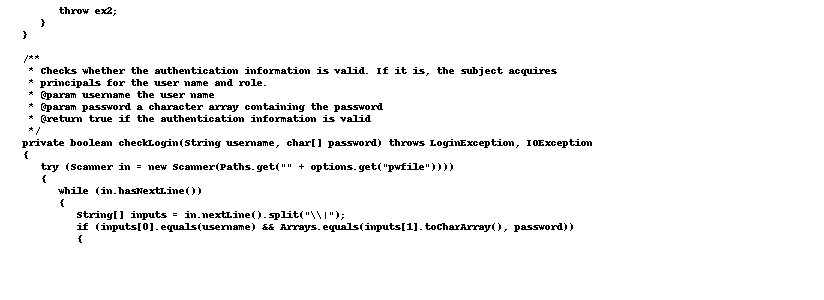 throw ex2;
}
}
/**
* Checks whether the authentication information is valid. If it is, the subject acquires
* principals for the user name and role.
* @param username the user name
* @param password a character array containing the password
* @return true if the authentication information is valid
*/
private boolean checkLogin(String username, char[] password) throws LoginException, IOException
{
try (Scanner in = new Scanner(Paths.get("" + options.get("pwfile"))))
{
while (in.hasNextLine())
{
String[] inputs = in.nextLine().split("\\|");
if (inputs[0].equals(username) && Arrays.equals(inputs[1].toCharArray(), password))
{